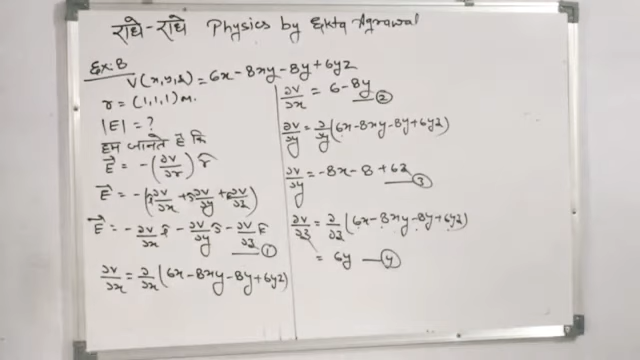 राधे-राधे Physics by Ekta Agrawal
Ex:8
V(x,y,z) = 6x-8xy-8y+6yz
r = (1,1,1) m.
|E| = ?
हम जानते है कि
E⃗ = -(∂V/∂r) r̂
E⃗ = -(î ∂V/∂x + ĵ ∂V/∂y + k̂ ∂V/∂z)
E⃗ = - ∂V/∂x î - ∂V/∂y ĵ - ∂V/∂z k̂ —①
∂V/∂x = ∂/∂x (6x-8xy-8y+6yz)
∂V/∂x = 6-8y —②
∂V/∂y = ∂/∂y (6x-8xy-8y+6yz)
∂V/∂y = -8x-8+6z —③
∂V/∂z = ∂/∂z (6x-8xy-8y+6yz)
= 6y —④